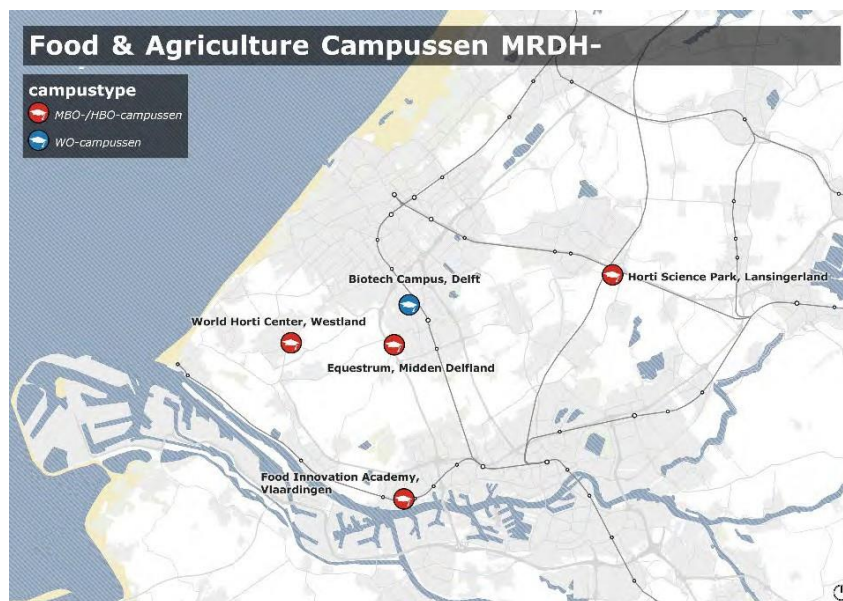 Food & Agriculture Campussen MRDH-
campustype
MBO-/HBO-campussen
WO-campussen
Biotech Campus, Delft
Horti Science Park, Lansingerland
World Horti Center, Westland
Equestrum, Midden Delfland
Food Innovation Academy,
Vlaardingen